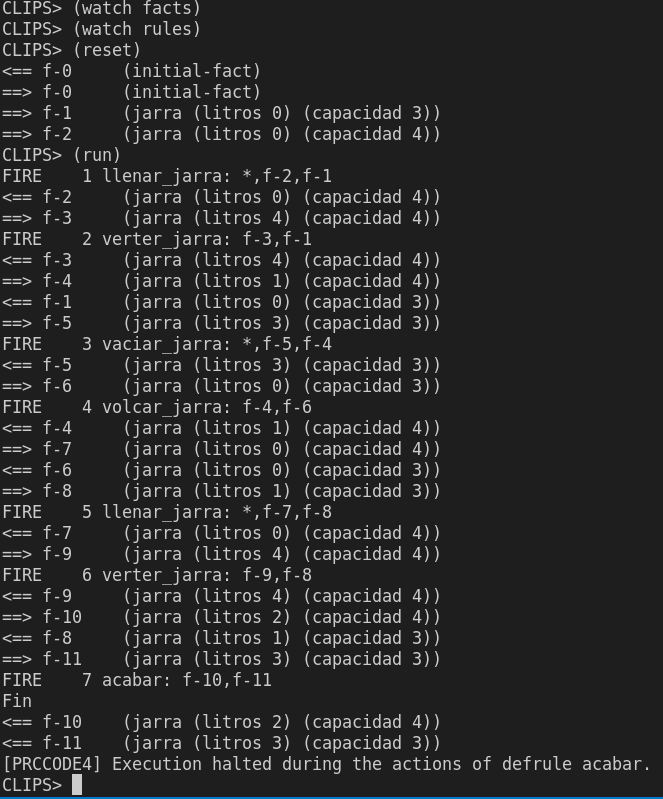 CLIPS> (watch facts)
CLIPS> (watch rules)
CLIPS> (reset)
<== f-0     (initial-fact)
==> f-0     (initial-fact)
==> f-1     (jarra (litros 0) (capacidad 3))
==> f-2     (jarra (litros 0) (capacidad 4))
CLIPS> (run)
FIRE    1 llenar_jarra: *,f-2,f-1
<== f-2     (jarra (litros 0) (capacidad 4))
==> f-3     (jarra (litros 4) (capacidad 4))
FIRE    2 verter_jarra: f-3,f-1
<== f-3     (jarra (litros 4) (capacidad 4))
==> f-4     (jarra (litros 1) (capacidad 4))
<== f-1     (jarra (litros 0) (capacidad 3))
==> f-5     (jarra (litros 3) (capacidad 3))
FIRE    3 vaciar_jarra: *,f-5,f-4
<== f-5     (jarra (litros 3) (capacidad 3))
==> f-6     (jarra (litros 0) (capacidad 3))
FIRE    4 volcar_jarra: f-4,f-6
<== f-4     (jarra (litros 1) (capacidad 4))
==> f-7     (jarra (litros 0) (capacidad 4))
<== f-6     (jarra (litros 0) (capacidad 3))
==> f-8     (jarra (litros 1) (capacidad 3))
FIRE    5 llenar_jarra: *,f-7,f-8
<== f-7     (jarra (litros 0) (capacidad 4))
==> f-9     (jarra (litros 4) (capacidad 4))
FIRE    6 verter_jarra: f-9,f-8
<== f-9     (jarra (litros 4) (capacidad 4))
==> f-10    (jarra (litros 2) (capacidad 4))
<== f-8     (jarra (litros 1) (capacidad 3))
==> f-11    (jarra (litros 3) (capacidad 3))
FIRE    7 acabar: f-10,f-11
Fin
<== f-10    (jarra (litros 2) (capacidad 4))
<== f-11    (jarra (litros 3) (capacidad 3))
[PRCCODE4] Execution halted during the actions of defrule acabar.
CLIPS>